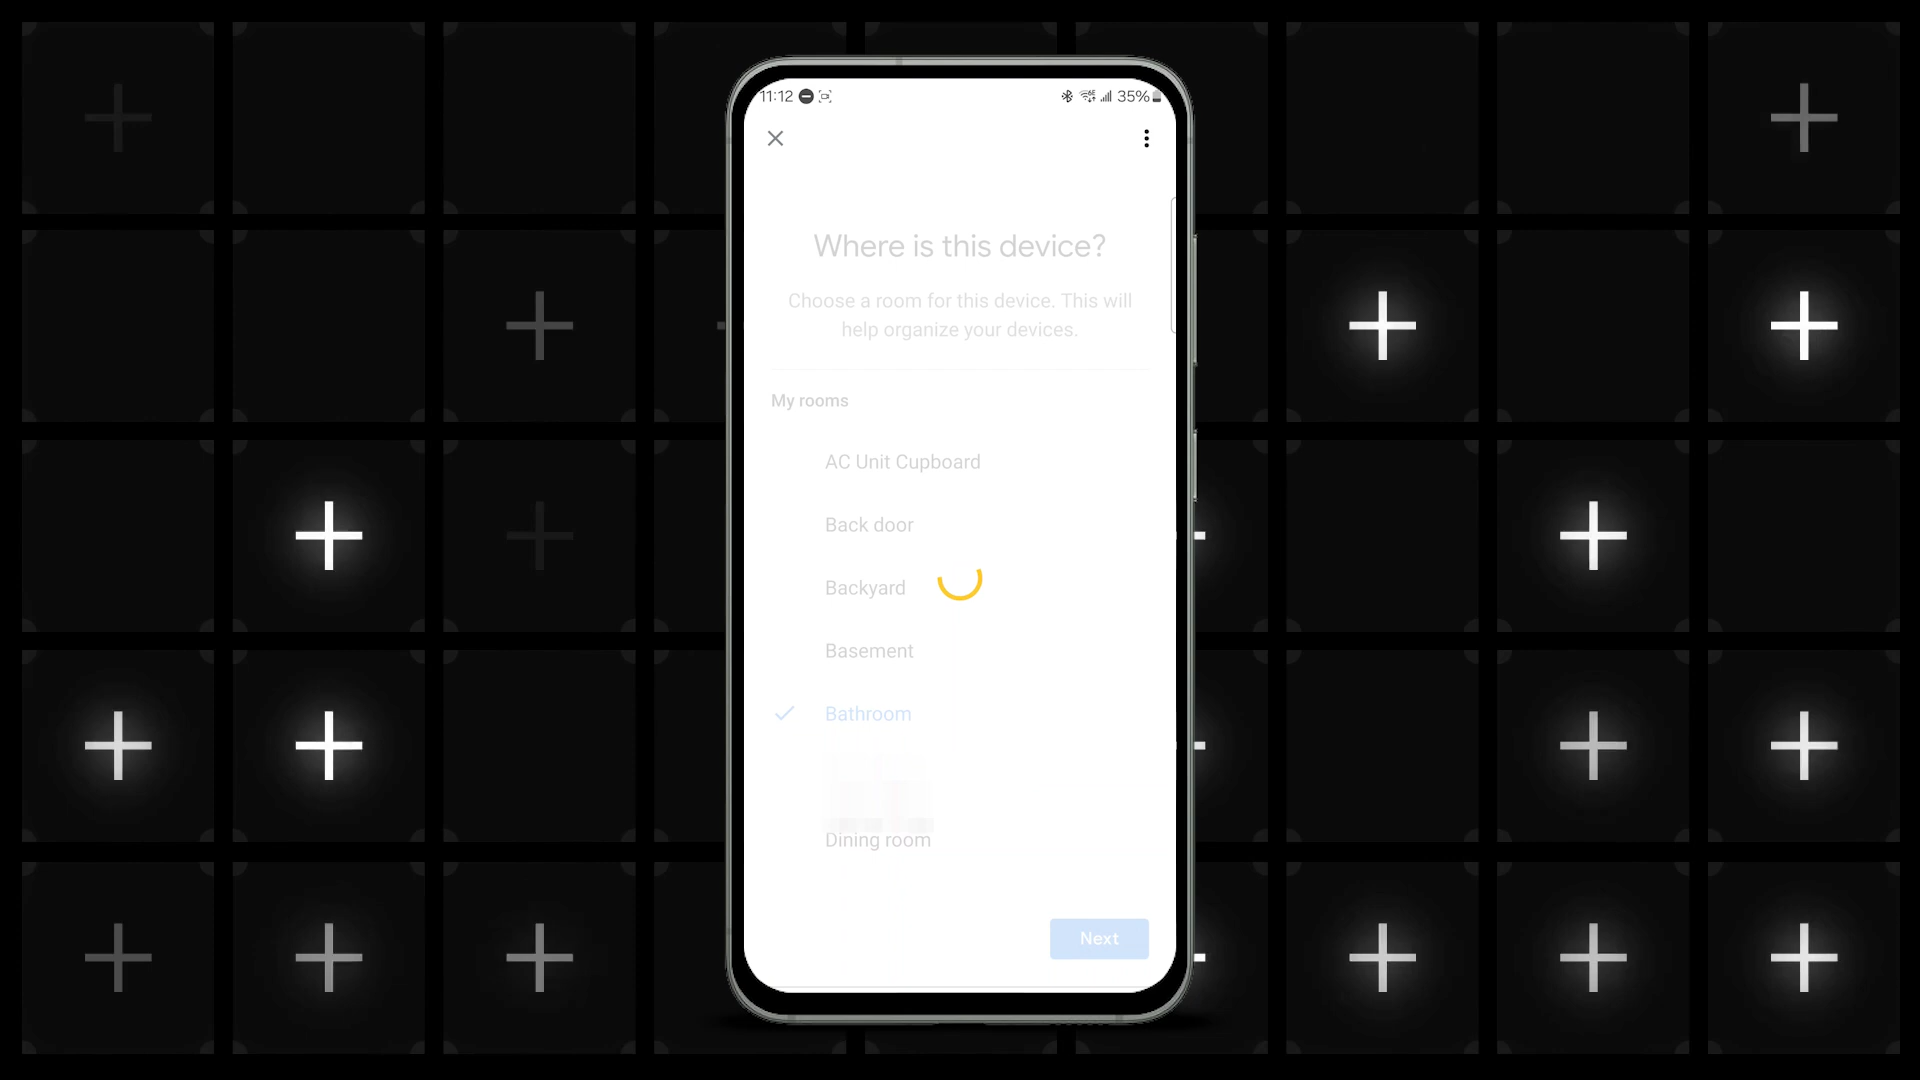 11:12
35%
Where is this device?
Choose a room for this device. This will
help organize your devices.
My rooms
AC Unit Cupboard
Back door
Backyard
Basement
Bathroom
Dining room
Next